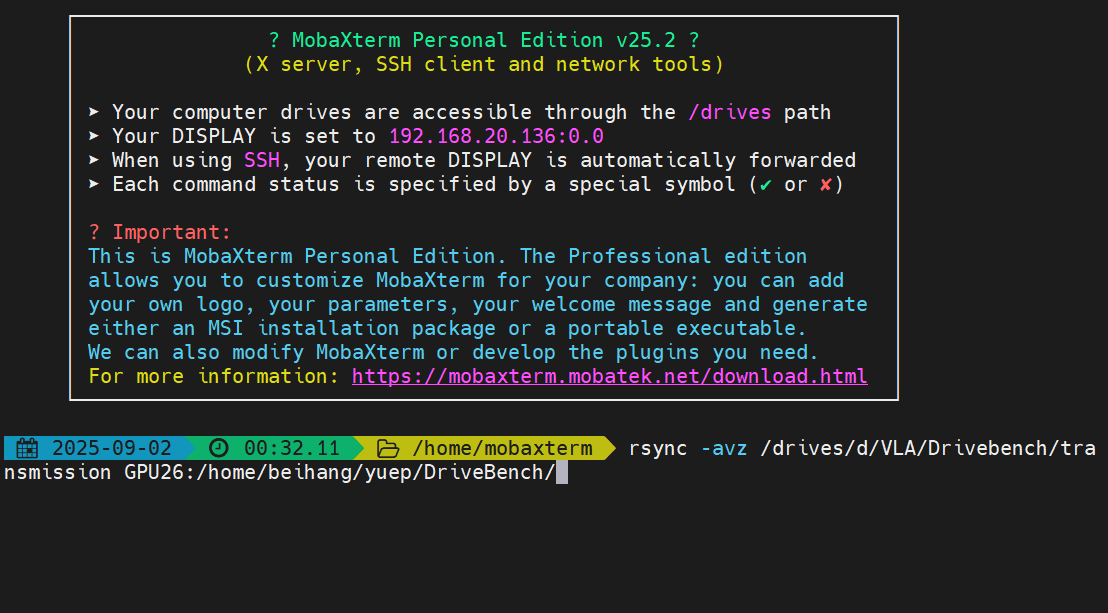 ? MobaXterm Personal Edition v25.2 ?
(X server, SSH client and network tools)
➤ Your computer drives are accessible through the /drives path
➤ Your DISPLAY is set to 192.168.20.136:0.0
➤ When using SSH, your remote DISPLAY is automatically forwarded
➤ Each command status is specified by a special symbol (✔ or ✘)
? Important:
This is MobaXterm Personal Edition. The Professional edition
allows you to customize MobaXterm for your company: you can add
your own logo, your parameters, your welcome message and generate
either an MSI installation package or a portable executable.
We can also modify MobaXterm or develop the plugins you need.
For more information: https://mobaxterm.mobatek.net/download.html
2025-09-02 00:32.11 /home/mobaxterm rsync -avz /drives/d/VLA/Drivebench/tra
nsmission GPU26:/home/beihang/yuep/DriveBench/